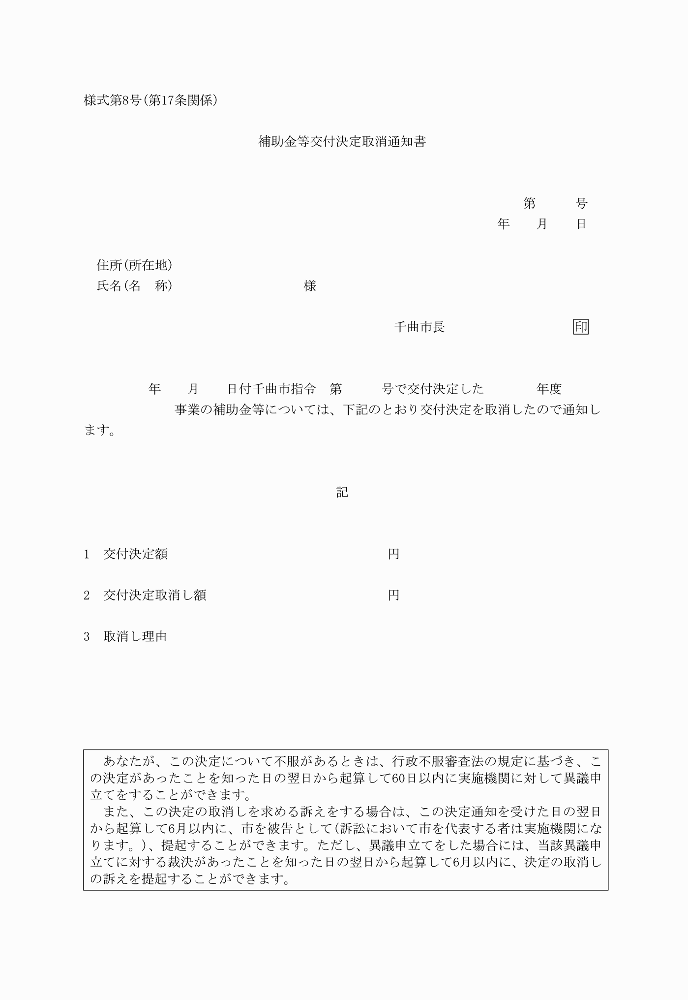 様式第8号(第17条関係)
補助金等交付決定取消通知書
第　　　号
年　　月　　日
住所(所在地)
氏名(名　称)　　　　　　　　　　様
千曲市長　　　　　　　　　　印
年　　月　　日付千曲市指令　第　　　号で交付決定した　　　　年度
事業の補助金等については、下記のとおり交付決定を取消したので通知し
ます。
記
1　交付決定額　　　　　　　　　　　　　　　　　円
2　交付決定取消し額　　　　　　　　　　　　　　円
3　取消し理由
あなたが、この決定について不服があるときは、行政不服審査法の規定に基づき、こ
の決定があったことを知った日の翌日から起算して60日以内に実施機関に対して異議申
立てをすることができます。
また、この決定の取消しを求める訴えをする場合は、この決定通知を受けた日の翌日
から起算して6月以内に、市を被告として(訴訟において市を代表する者は実施機関にな
ります。)、提起することができます。ただし、異議申立てをした場合には、当該異議申
立てに対する裁決があったことを知った日の翌日から起算して6月以内に、決定の取消し
の訴えを提起することができます。